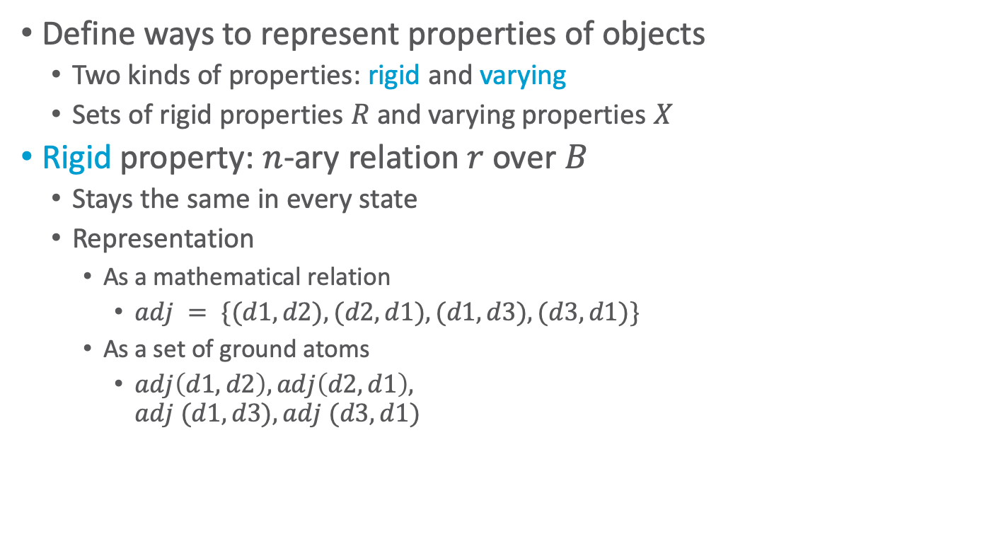 • Define ways to represent properties of objects
• Two kinds of properties: rigid and varying
• Sets of rigid properties R and varying properties X
• Rigid property: n-ary relation r over B
• Stays the same in every state
• Representation
• As a mathematical relation
• adj = {(d1, d2), (d2, d1), (d1, d3), (d3, d1)}
• As a set of ground atoms
• adj(d1, d2), adj(d2, d1),
adj (d1, d3), adj (d3, d1)